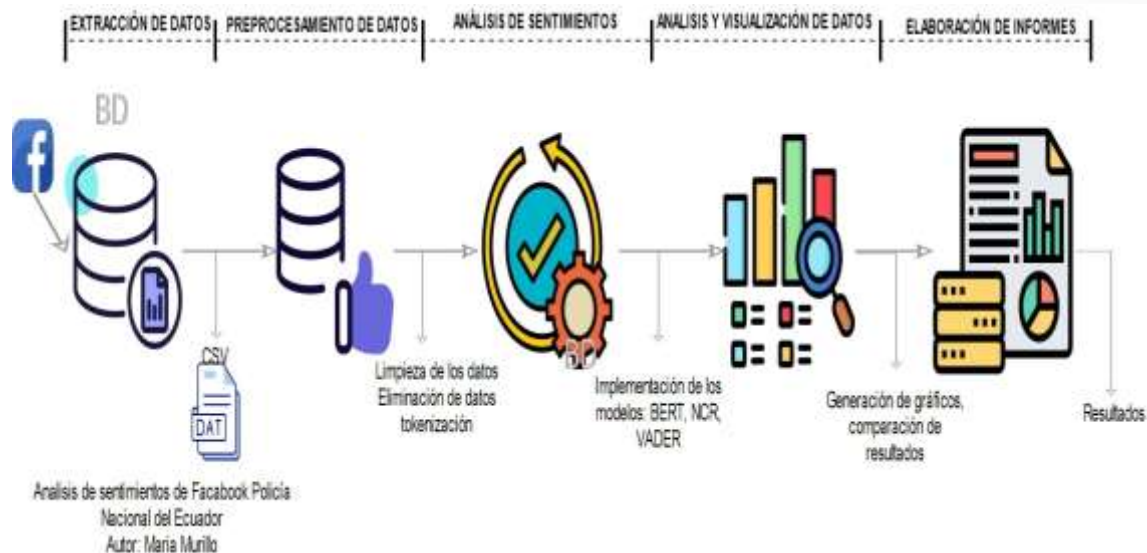 EXTRACCIÓN DE DATOS
PREPROCESAMIENTO DE DATOS
ANÀLISIS DE SENTIMIENTOS
ANALISIS Y VISUALIZACIÓN DE DATOS
ELABORACIÓN DE INFORMES
BD
f
CSV
DAT
Analisis de sentimientos de Facabook Policía
Nacional del Ecuador
Autor: Maria Murillo
Limpieza de los datos
Eliminación de datos
tokenización
BD
Implementación de los
modelos: BERT, NCR,
VADER
Generación de gráficos,
comparación de
resultados
Resultados